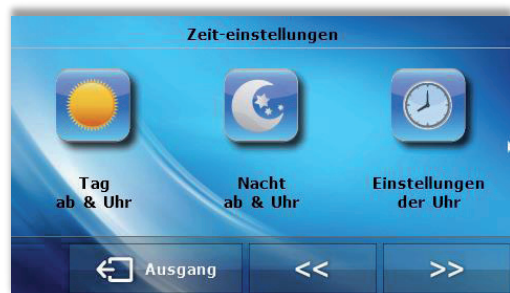 Zeit-einstellungen
Tag
ab & Uhr
Nacht
ab & Uhr
Einstellungen
der Uhr
Ausgang
<<
>>